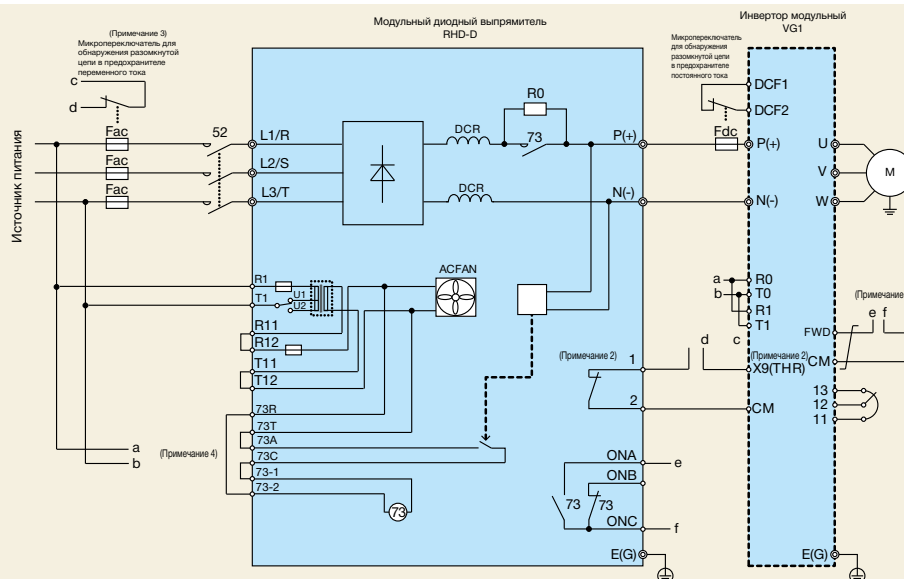 Модульный диодный выпрямитель
RHD-D
Инвертор модульный
VG1
(Примечание 3)
Микропереключатель для
обнаружения разомкнутой
цепи в предохранителе
переменного тока
c
d
Микропереключатель
для обнаружения
разомкнутой цепи
в предохранителе
постоянного тока
DCF1
DCF2
Источник питания
Fac
Fac
Fac
52
L1/R
L2/S
L3/T
DCR
DCR
R0
73
P(+)
N(-)
Fdc
P(+)
N(-)
U
V
W
M
R1
T1
U1
U2
R11
R12
T11
T12
73R
73T
73A
73C
73-1
73-2
ACFAN
73
a
b
(Примечание 4)
(Примечание 2)
1
2
d
c
a
b
R0
T0
R1
T1
(Примечание 2)
X9(THR)
CM
FWD
CM
(Примечание
e
f
13
12
11
ONA
ONB
ONC
73
73
e
f
E(G)
E(G)